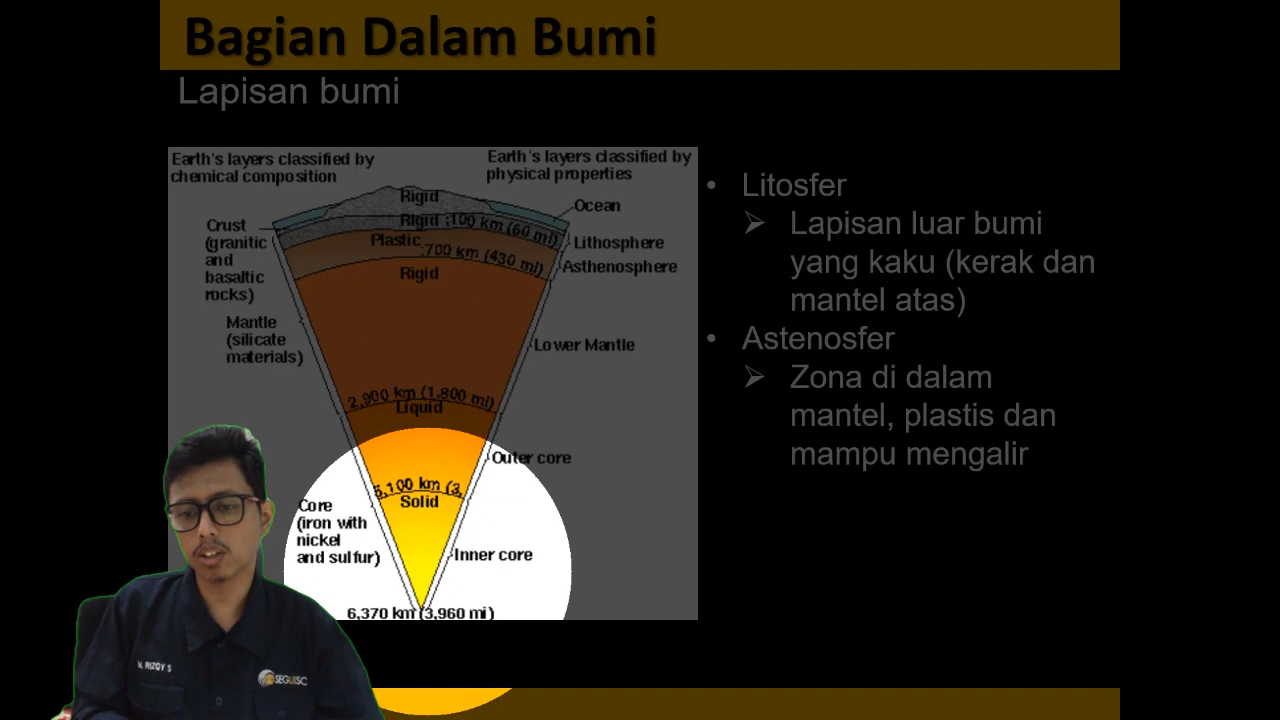 Bagian Dalam Bumi
Lapisan bumi
Earth's layers classified by
chemical composition
Earth's layers classified by
physical properties
Rigid
Ocean
Crust
(granitic
and
basaltic
rocks)
Rigid
100 km (60 mi)
Lithosphere
Plastic
700 km (430 mi)
Asthenosphere
Rigid
Mantle
(silicate
materials)
Lower Mantle
2,900 km (1,800 mi)
Liquid
Outer core
5,100 km (3,
Solid
Core
(iron with
nickel
and sulfur)
Inner core
6,370 km (3,960 mi)
• Litosfer
➢ Lapisan luar bumi
yang kaku (kerak dan
mantel atas)
• Astenosfer
➢ Zona di dalam
mantel, plastis dan
mampu mengalir
M. RIZQY S
SEGUISC